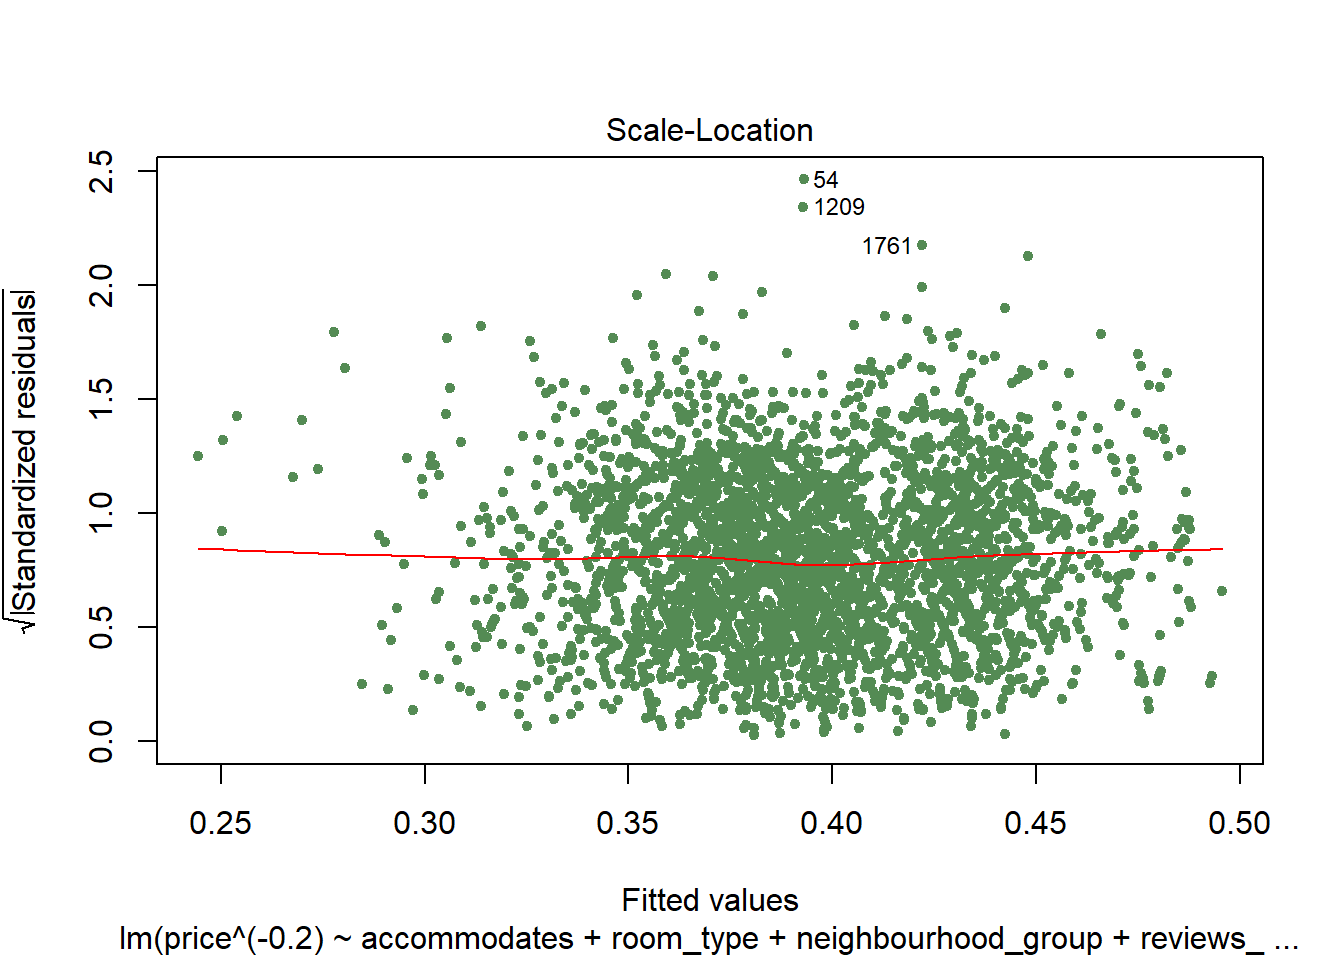 Scale-Location
2.5
2.0
1.5
1.0
0.5
0.0
√|Standardized residuals|
54
1209
1761
0.25 0.30 0.35 0.40 0.45 0.50
Fitted values
lm(price^(-0.2) ~ accommodates + room_type + neighbourhood_group + reviews_ ...